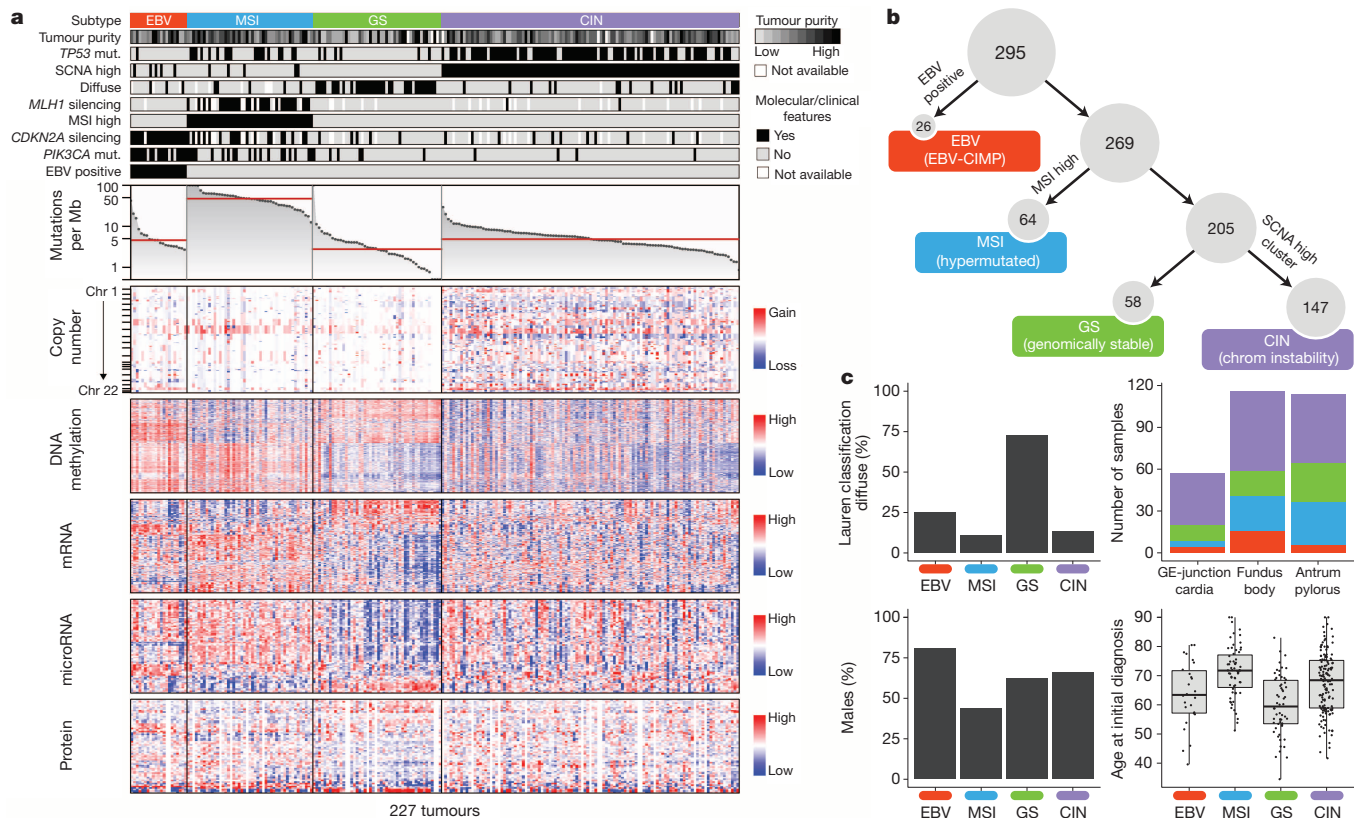 a
Subtype EBV MSI GS CIN
Tumour purity
TP53 mut.
SCNA high
Diffuse
MLH1 silencing
MSI high
CDKN2A silencing
PIK3CA mut.
EBV positive
Tumour purity
Low High
Not available
Molecular/clinical
features
Yes
No
Not available
Mutations
per Mb
100
50
10
5
1
Copy
number
Chr 1
Chr 22
Gain
Loss
DNA
methylation
High
Low
mRNA
High
Low
microRNA
High
Low
Protein
High
Low
227 tumours
b
295
EBV
positive
26
EBV
(EBV-CIMP)
269
MSI high
64
MSI
(hypermutated)
205
SCNA high
cluster
58
GS
(genomically stable)
147
CIN
(chrom instability)
c
Lauren classification
diffuse (%)
100
75
50
25
0
EBV MSI GS CIN
Number of samples
120
90
60
30
0
GE-junction
cardia
Fundus
body
Antrum
pylorus
Males (%)
100
75
50
25
0
EBV MSI GS CIN
Age at initial diagnosis
90
80
70
60
50
40
EBV MSI GS CIN